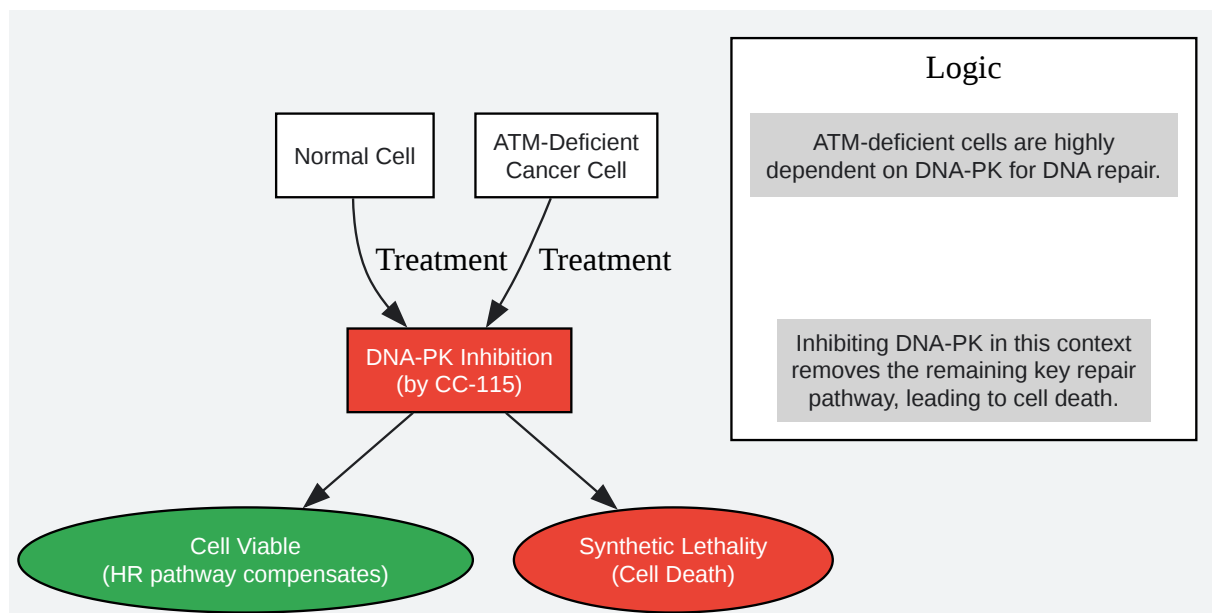 Logic
Normal Cell
ATM-Deficient
Cancer Cell
ATM-deficient cells are highly
dependent on DNA-PK for DNA repair.
Treatment
Treatment
DNA-PK Inhibition
(by CC-115)
Inhibiting DNA-PK in this context
removes the remaining key repair
pathway, leading to cell death.
Cell Viable
(HR pathway compensates)
Synthetic Lethality
(Cell Death)